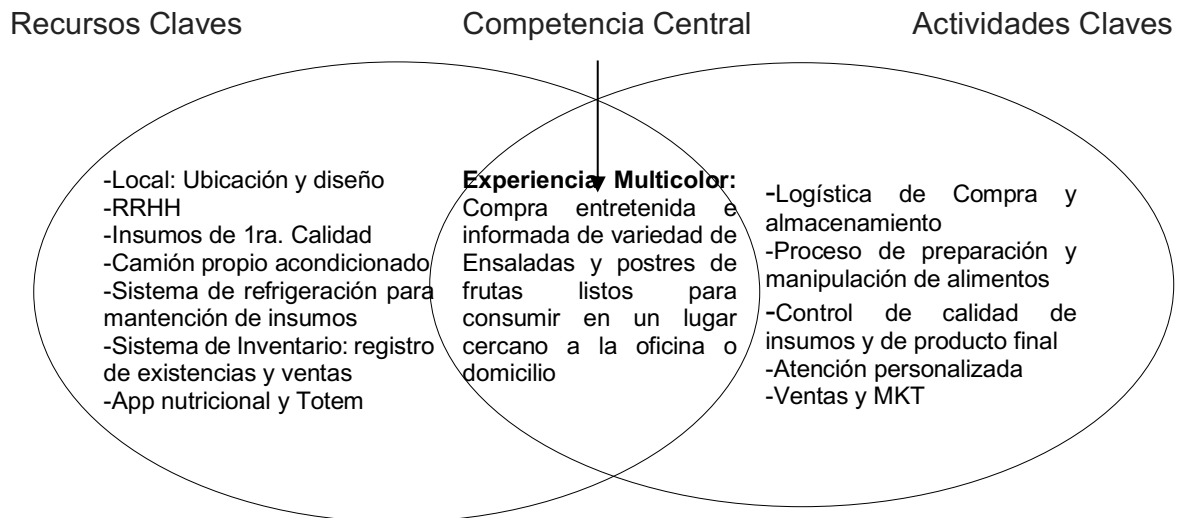 Recursos Claves
Competencia Central
Actividades Claves
-Local: Ubicación y diseño
-RRHH
-Insumos de 1ra. Calidad
-Camión propio acondicionado
-Sistema de refrigeración para
mantención de insumos
-Sistema de Inventario: registro
de existencias y ventas
-App nutricional y Totem
Experiencia Multicolor:
Compra entretenida e
informada de variedad de
Ensaladas y postres de
frutas listos para
consumir en un lugar
cercano a la oficina o
domicilio
-Logística de Compra y
almacenamiento
-Proceso de preparación y
manipulación de alimentos
-Control de calidad de
insumos y de producto final
-Atención personalizada
-Ventas y MKT